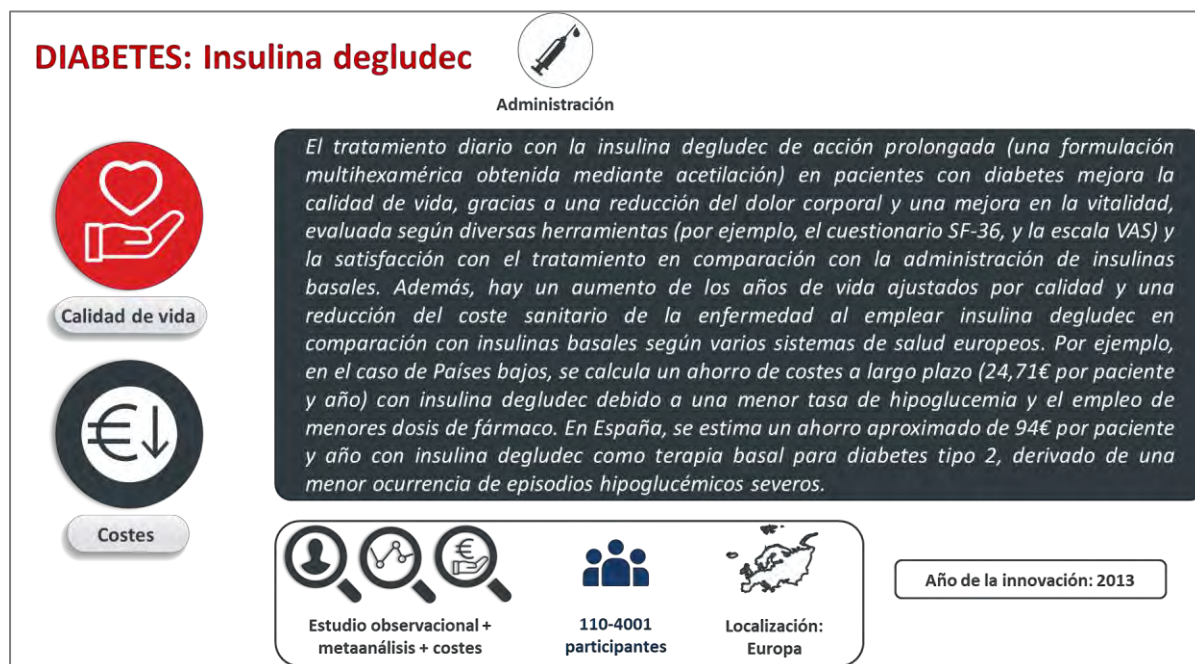 DIABETES: Insulina degludec
Administración
Calidad de vida
Costes
El tratamiento diario con la insulina degludec de acción prolongada (una formulación
multihexamérica obtenida mediante acetilación) en pacientes con diabetes mejora la
calidad de vida, gracias a una reducción del dolor corporal y una mejora en la vitalidad,
evaluada según diversas herramientas (por ejemplo, el cuestionario SF-36, y la escala VAS) y
la satisfacción con el tratamiento en comparación con la administración de insulinas
basales. Además, hay un aumento de los años de vida ajustados por calidad y una
reducción del coste sanitario de la enfermedad al emplear insulina degludec en
comparación con insulinas basales según varios sistemas de salud europeos. Por ejemplo,
en el caso de Países bajos, se calcula un ahorro de costes a largo plazo (24,71€ por paciente
y año) con insulina degludec debido a una menor tasa de hipoglucemia y el empleo de
menores dosis de fármaco. En España, se estima un ahorro aproximado de 94€ por paciente
y año con insulina degludec como terapia basal para diabetes tipo 2, derivado de una
menor ocurrencia de episodios hipoglucémicos severos.
Estudio observacional +
metaanálisis + costes
110-4001
participantes
Localización:
Europa
Año de la innovación: 2013